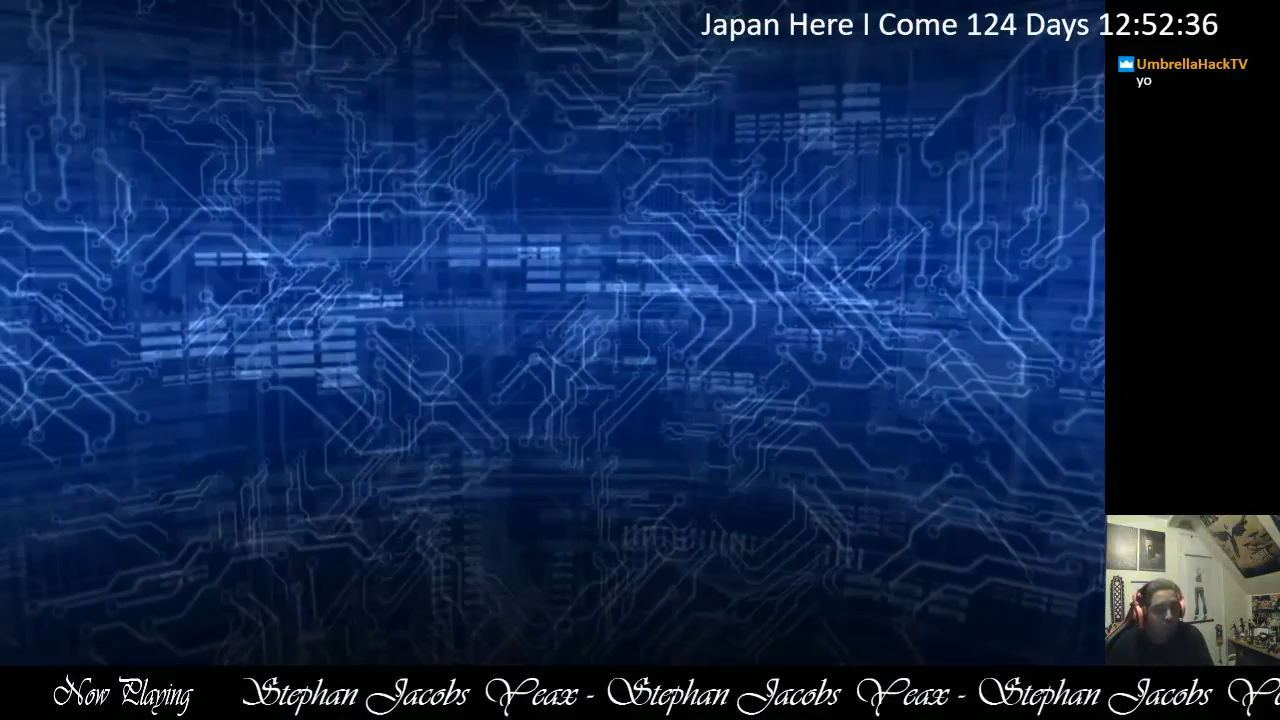 Japan Here I Come 124 Days 12:52:36
UmbrellaHackTV
yo
Now Playing Stephan Jacobs Yeax - Stephan Jacobs Yeax - Stephan Jacobs Y